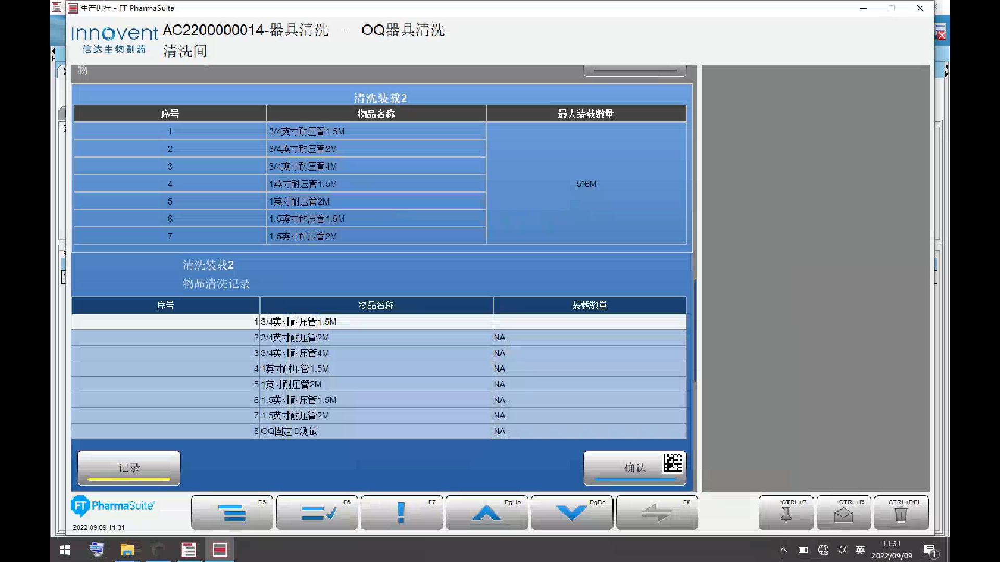 生产执行 - FT PharmaSuite
Innovent
信达生物制药
AC2200000014-器具清洗 - OQ器具清洗
清洗间
物
清洗装载2
序号 物品名称 最大装载数量
1 3/4英寸耐压管1.5M
2 3/4英寸耐压管2M
3 3/4英寸耐压管4M
4 1英寸耐压管1.5M 5*6M
5 1英寸耐压管2M
6 1.5英寸耐压管1.5M
7 1.5英寸耐压管2M
清洗装载2
物品清洗记录
序号 物品名称 装载数量
1 3/4英寸耐压管1.5M
2 3/4英寸耐压管2M NA
3 3/4英寸耐压管4M NA
4 1英寸耐压管1.5M NA
5 1英寸耐压管2M NA
6 1.5英寸耐压管1.5M NA
7 1.5英寸耐压管2M NA
8 OQ固定ID测试 NA
记录 确认
FT PharmaSuite
F5 F6 F7 PgUp PgDn F8 CTRL+P CTRL+R CTRL+DEL
2022.09.09 11:31
英
11:31
2022/09/09
1